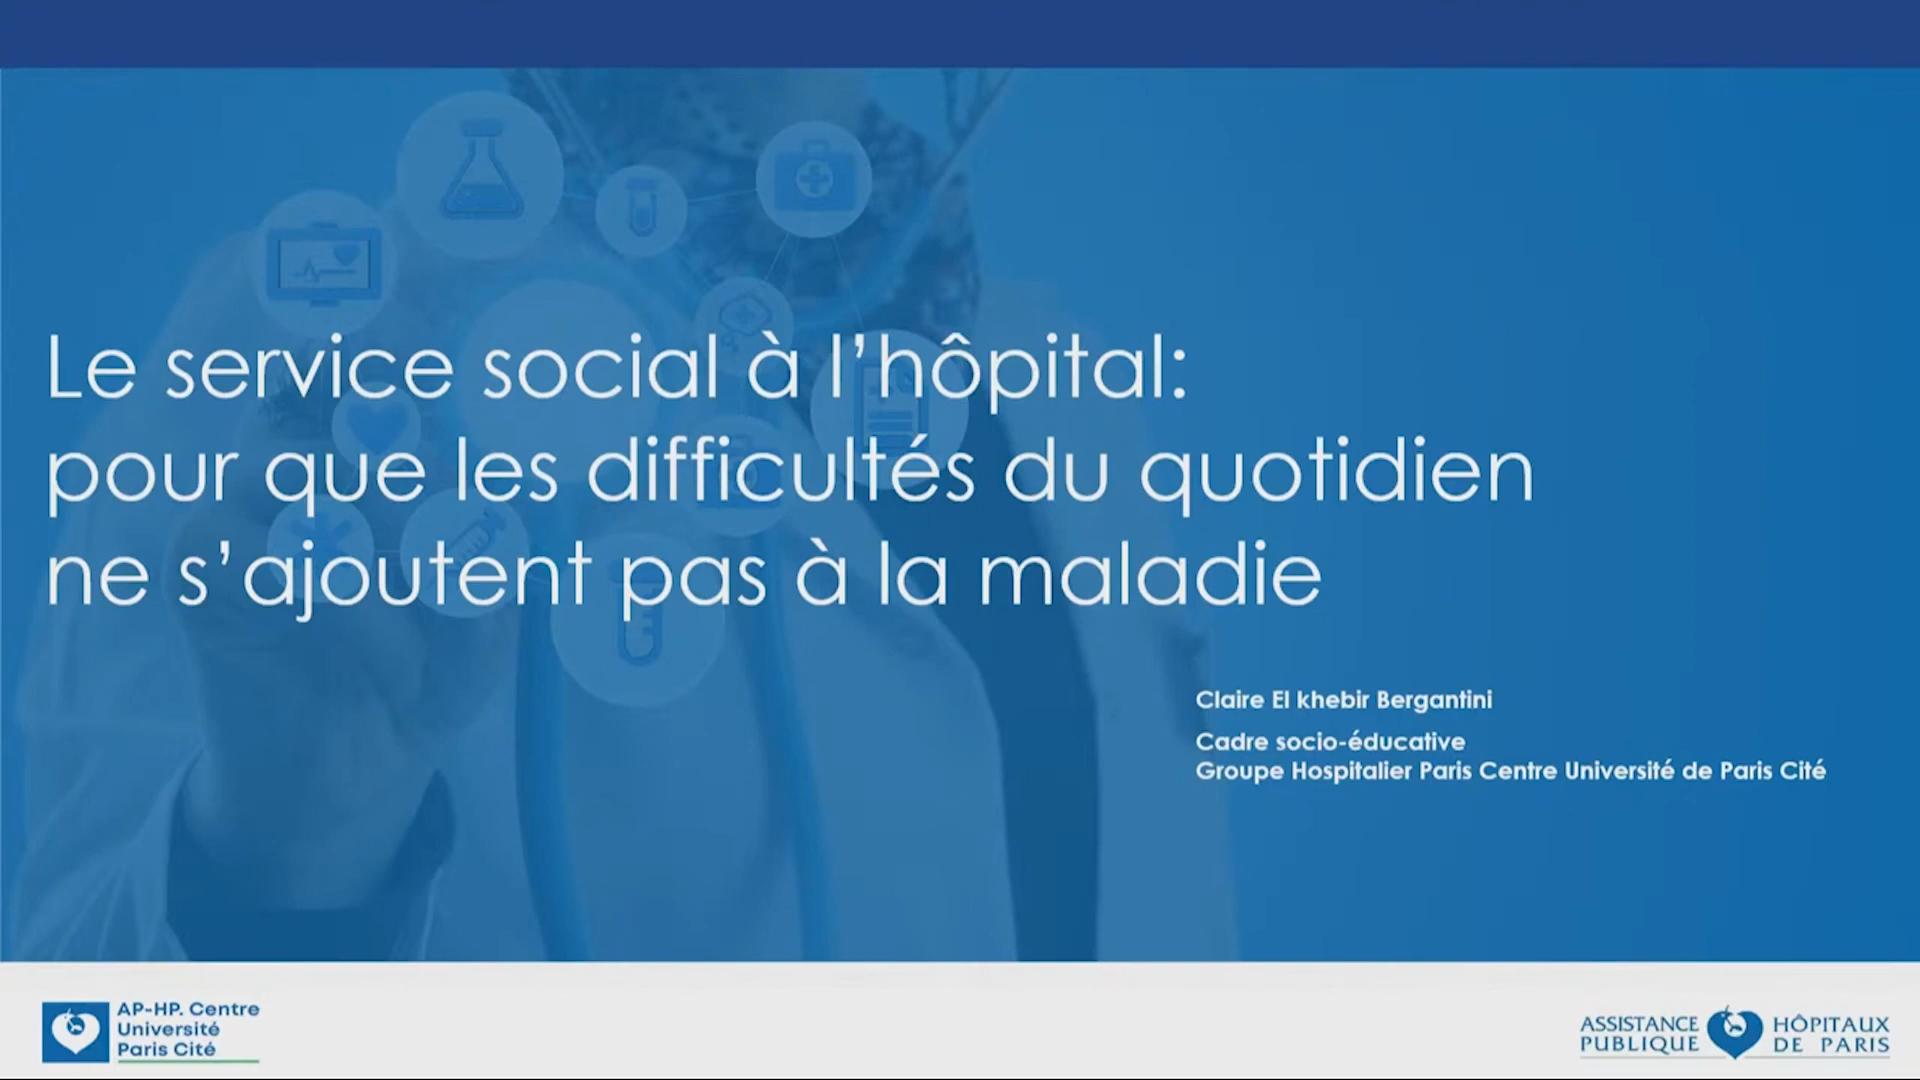 Le service social à l’hôpital:
pour que les difficultés du quotidien
ne s’ajoutent pas à la maladie
Claire El khebir Bergantini
Cadre socio-éducative
Groupe Hospitalier Paris Centre Université de Paris Cité
AP-HP. Centre
Université
Paris Cité
ASSISTANCE
PUBLIQUE
HÔPITAUX
DE PARIS